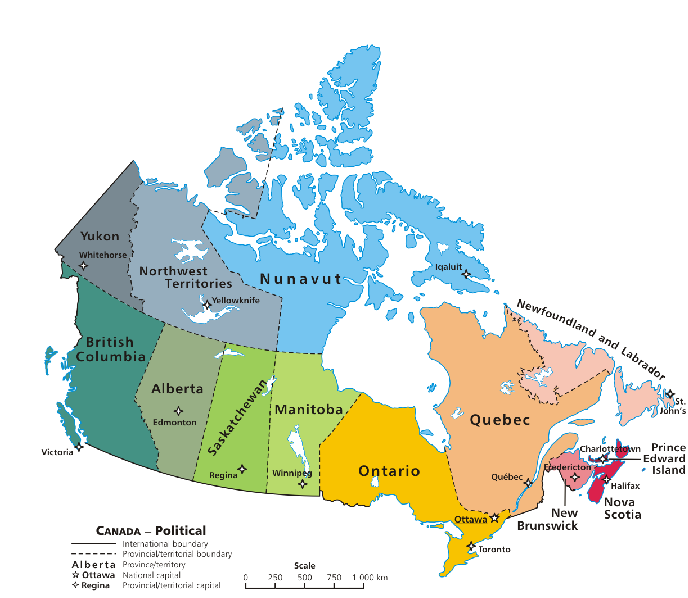 Yukon
Whitehorse
Northwest
Territories
Yellowknife
Nunavut
Iqaluit
British
Columbia
Victoria
Alberta
Edmonton
Saskatchewan
Regina
Manitoba
Winnipeg
Ontario
Ottawa
Toronto
Quebec
Québec
Newfoundland and Labrador
St.
John's
Charlottetown
Prince
Edward
Island
Fredericton
Halifax
New
Brunswick
Nova
Scotia
CANADA – Political
International boundary
Provincial/territorial boundary
Alberta Province/territory
Ottawa National capital
Regina Provincial/territorial capital
Scale
0 250 500 750 1 000 km